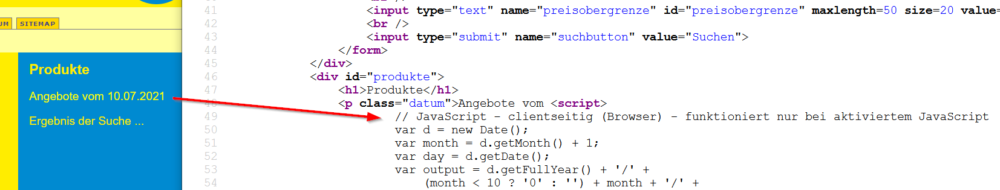 UM SITEMAP
Produkte
Angebote vom 10.07.2021
Ergebnis der Suche ...
41 <input type="text" name="preisobergrenze" id="preisobergrenze" maxlength=50 size=20 value=
42 <br />
43 <input type="submit" name="suchbutton" value="Suchen">
44 </form>
45 </div>
46 <div id="produkte">
47 <h1>Produkte</h1>
48 <p class="datum">Angebote vom <script>
49 // JavaScript - clientseitig (Browser) - funktioniert nur bei aktiviertem JavaScript
50 var d = new Date();
51 var month = d.getMonth() + 1;
52 var day = d.getDate();
53 var output = d.getFullYear() + '/' +
54 (month < 10 ? '0' : '') + month + '/' +